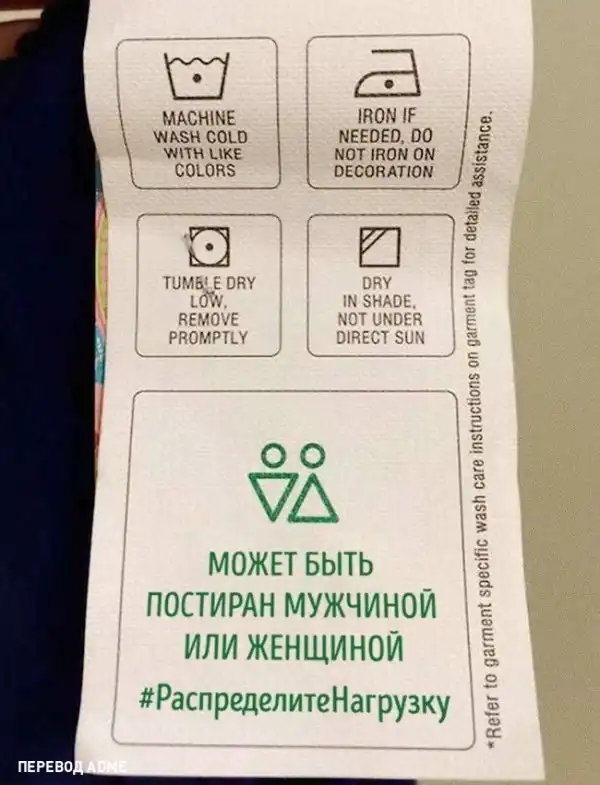 MACHINE
WASH COLD
WITH LIKE
COLORS
IRON IF
NEEDED, DO
NOT IRON ON
DECORATION
TUMBLE DRY
LOW,
REMOVE
PROMPTLY
DRY
IN SHADE,
NOT UNDER
DIRECT SUN
МОЖЕТ БЫТЬ
ПОСТИРАН МУЖЧИНОЙ
ИЛИ ЖЕНЩИНОЙ
#РаспределитеНагрузку
*Refer to garment specific wash care instructions on garment tag for detailed assistance.
ПЕРЕВОД ADME